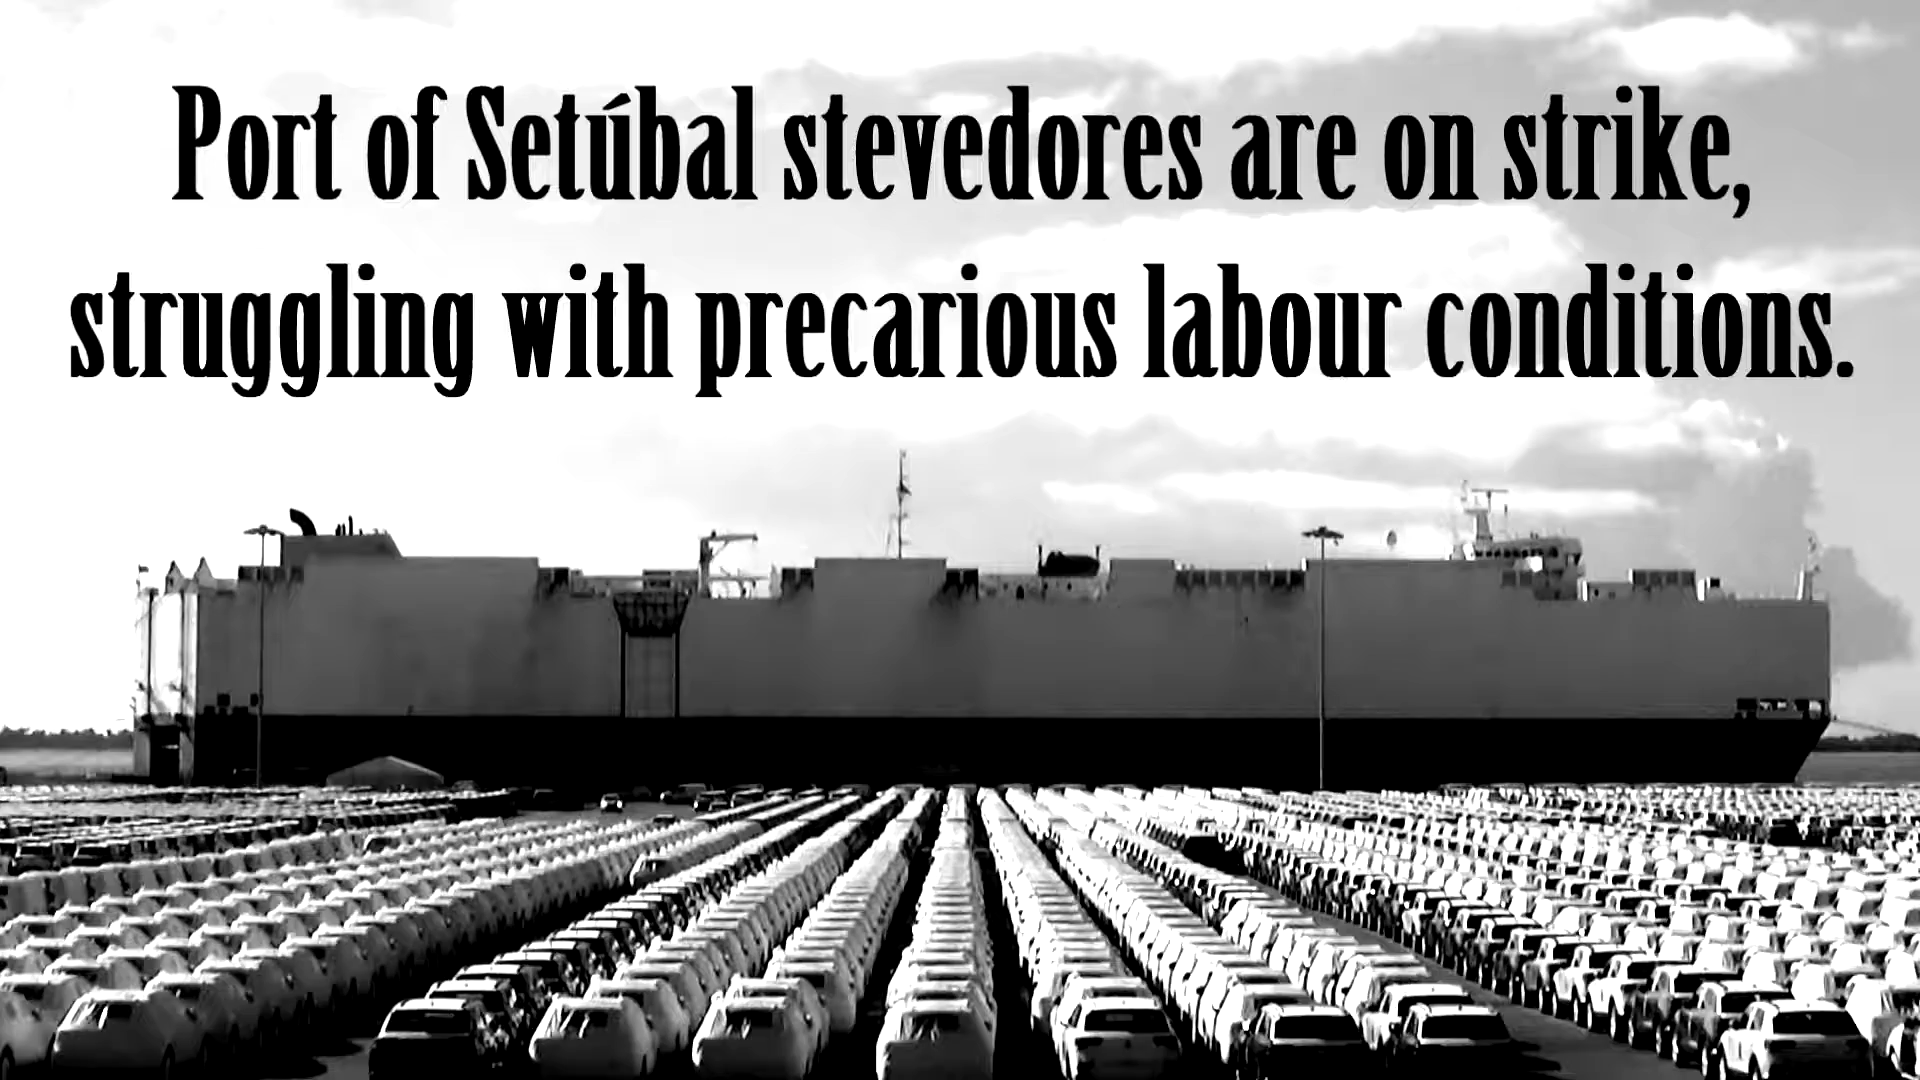 Port of Setúbal stevedores are on strike,
struggling with precarious labour conditions.